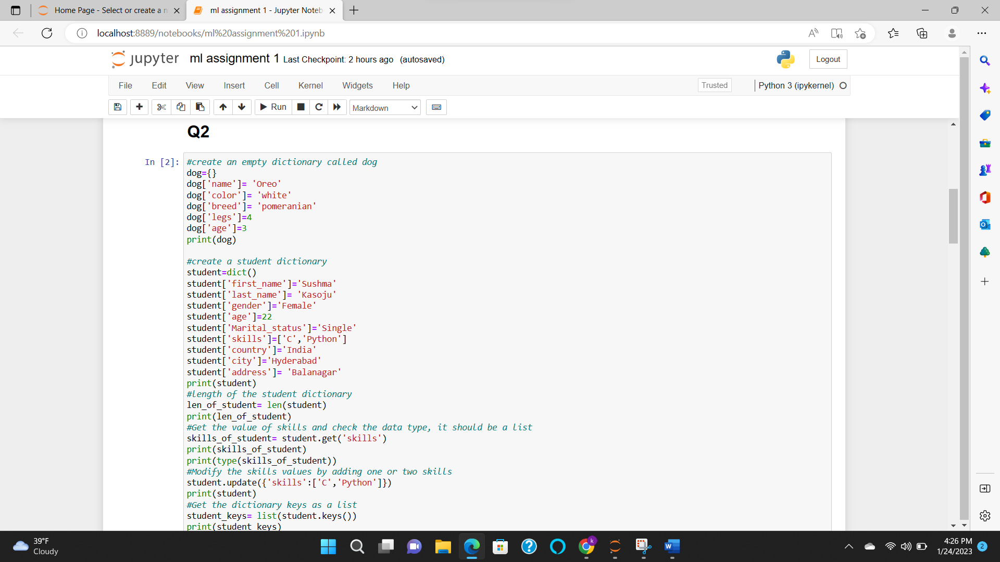 Home Page - Select or create a n
ml assignment 1 - Jupyter Noteb
localhost:8889/notebooks/ml%20assignment%201.ipynb
jupyter ml assignment 1 Last Checkpoint: 2 hours ago (autosaved)
Logout
File Edit View Insert Cell Kernel Widgets Help
Trusted Python 3 (ipykernel)
Run Markdown
Q2
In [2]: #create an empty dictionary called dog
dog={}
dog['name']= 'Oreo'
dog['color']= 'white'
dog['breed']= 'pomeranian'
dog['legs']=4
dog['age']=3
print(dog)
#create a student dictionary
student=dict()
student['first_name']='Sushma'
student['last_name']= 'Kasoju'
student['gender']='Female'
student['age']=22
student['Marital_status']='Single'
student['skills']=['C','Python']
student['country']='India'
student['city']='Hyderabad'
student['address']= 'Balanagar'
print(student)
#length of the student dictionary
len_of_student= len(student)
print(len_of_student)
#Get the value of skills and check the data type, it should be a list
skills_of_student= student.get('skills')
print(skills_of_student)
print(type(skills_of_student))
#Modify the skills values by adding one or two skills
student.update({'skills':['C','Python']})
print(student)
#Get the dictionary keys as a list
student_keys= list(student.keys())
print(student_keys)
39°F
Cloudy
4:26 PM
1/24/2023
2